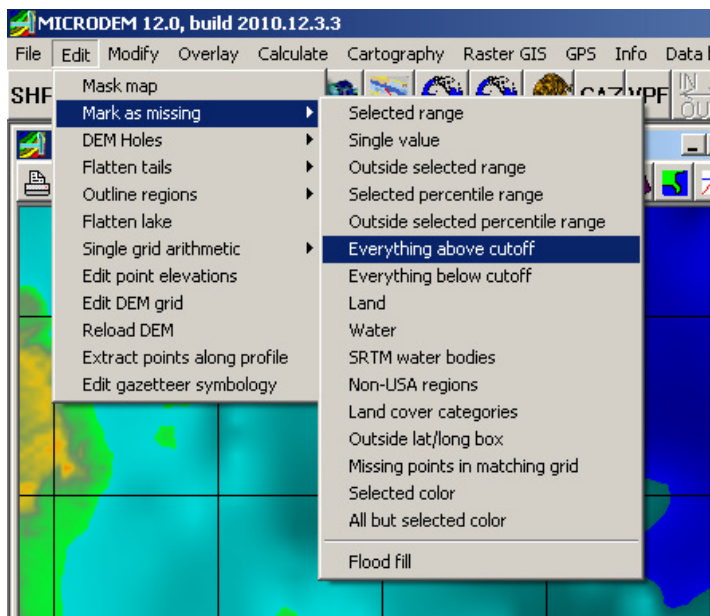 MICRODEM 12.0, build 2010.12.3.3
File Edit Modify Overlay Calculate Cartography Raster GIS GPS Info Data
SHF GAZ VPF IN OUT
Mask map
Mark as missing
DEM Holes
Flatten tails
Outline regions
Flatten lake
Single grid arithmetic
Edit point elevations
Edit DEM grid
Reload DEM
Extract points along profile
Edit gazetteer symbology
Selected range
Single value
Outside selected range
Selected percentile range
Outside selected percentile range
Everything above cutoff
Everything below cutoff
Land
Water
SRTM water bodies
Non-USA regions
Land cover categories
Outside lat/long box
Missing points in matching grid
Selected color
All but selected color
Flood fill